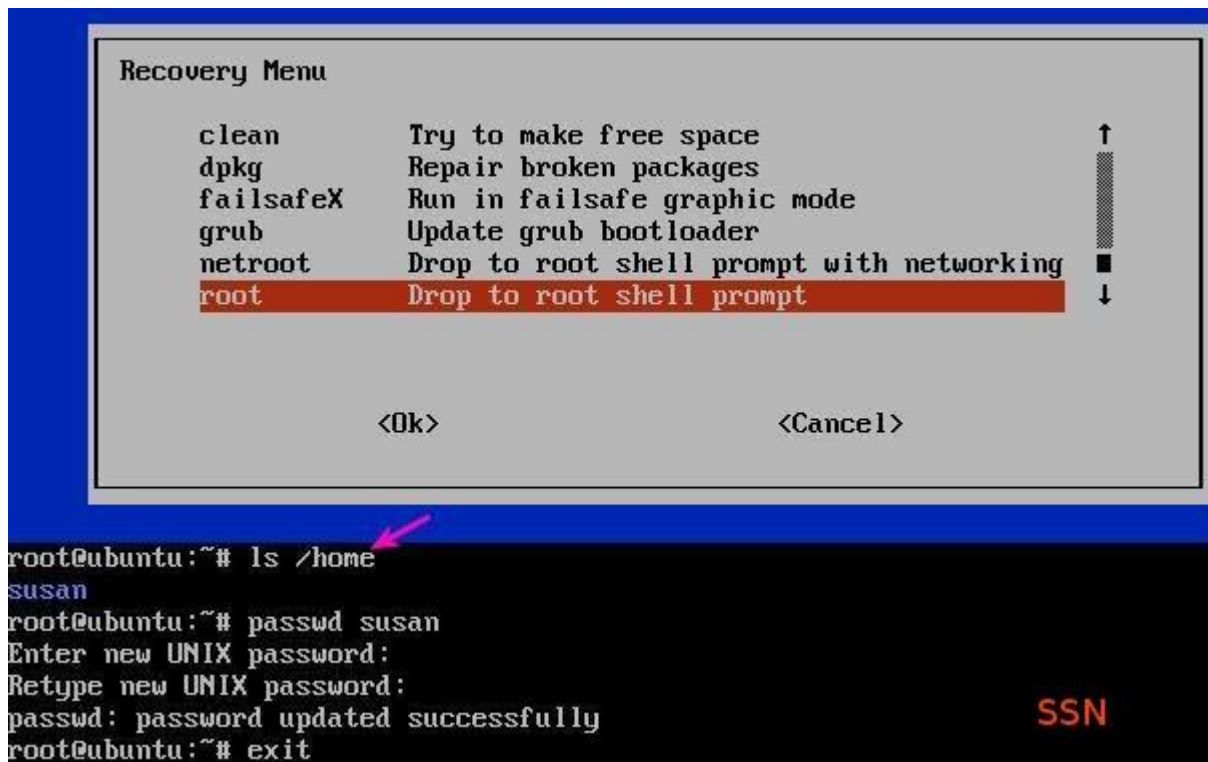 Recovery Menu
clean Try to make free space
dpkg Repair broken packages
failsafeX Run in failsafe graphic mode
grub Update grub bootloader
netroot Drop to root shell prompt with networking
root Drop to root shell prompt
<Ok> <Cancel>
root@ubuntu:~# ls /home
susan
root@ubuntu:~# passwd susan
Enter new UNIX password:
Retype new UNIX password:
passwd: password updated successfully
SSN
root@ubuntu:~# exit